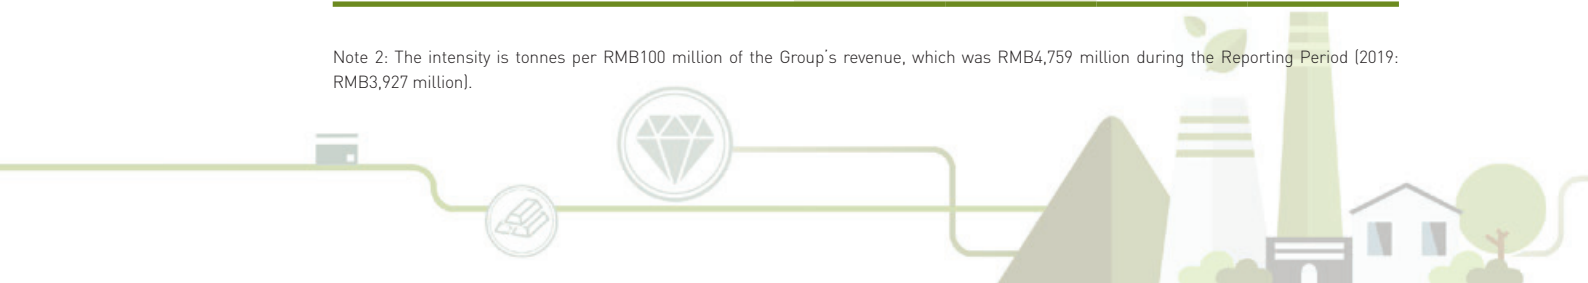 Note 2: The intensity is tonnes per RMB100 million of the Group's revenue, which was RMB4,759 million during the Reporting Period (2019:
RMB3,927 million).